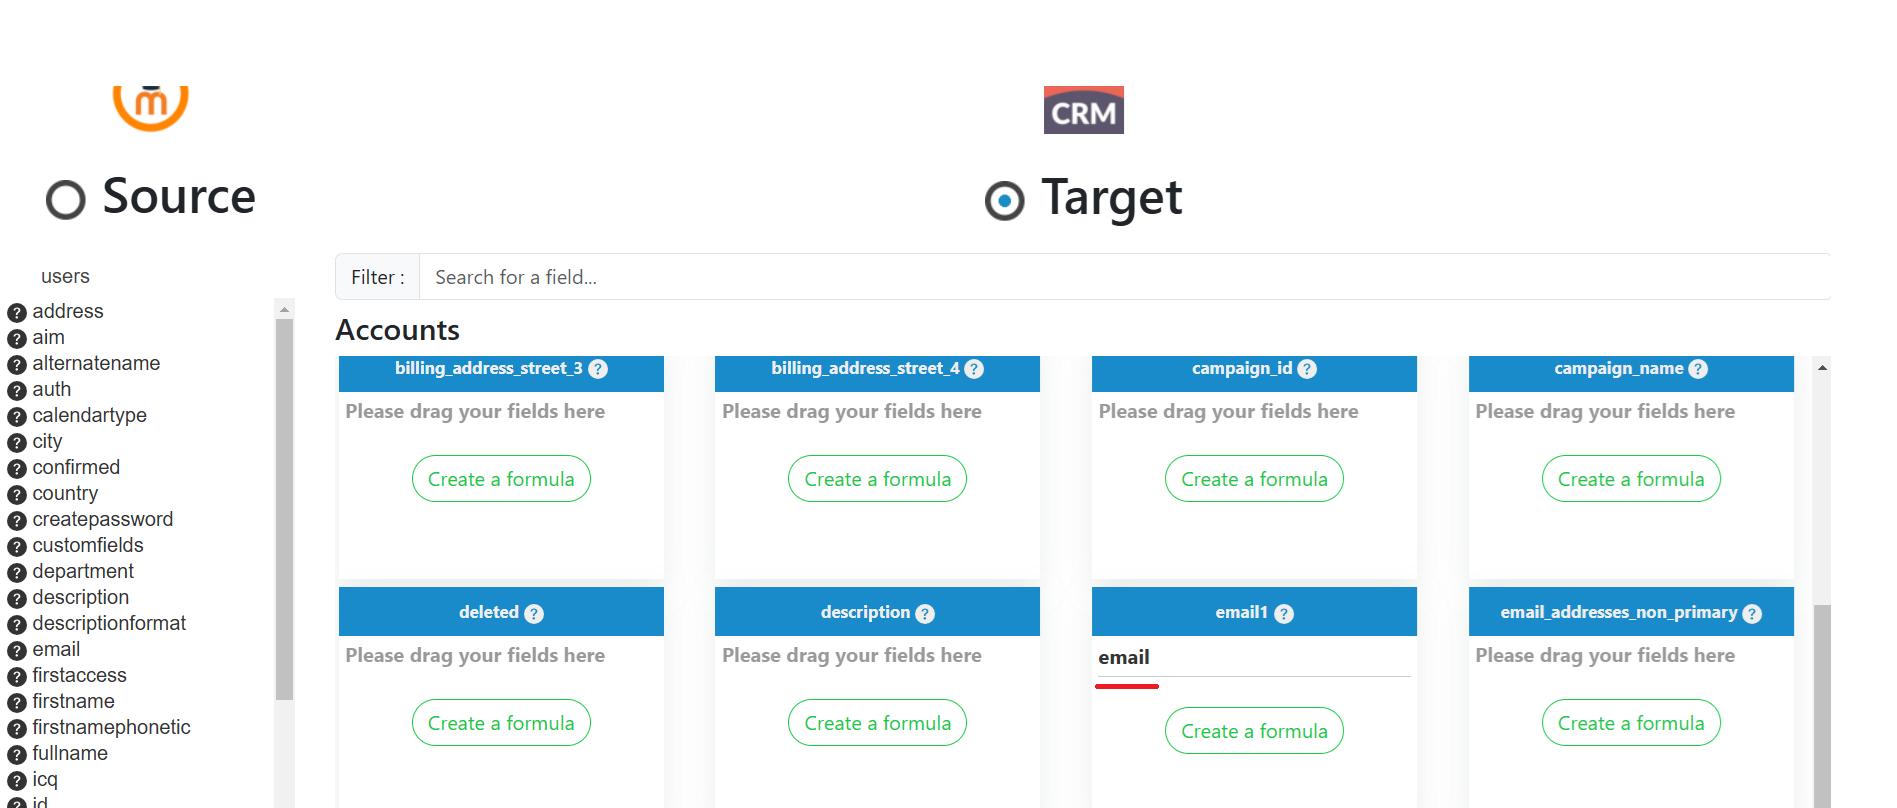 m
CRM
Source
Target
users
Filter :
Search for a field...
Accounts
address
aim
alternatename
auth
calendartype
city
confirmed
country
createpassword
customfields
department
description
descriptionformat
email
firstaccess
firstname
firstnamephonetic
fullname
icq
id
billing_address_street_3 ?
billing_address_street_4 ?
campaign_id ?
campaign_name ?
Please drag your fields here
Please drag your fields here
Please drag your fields here
Please drag your fields here
Create a formula
Create a formula
Create a formula
Create a formula
deleted ?
description ?
email1 ?
email_addresses_non_primary ?
Please drag your fields here
Please drag your fields here
email
Please drag your fields here
Create a formula
Create a formula
Create a formula
Create a formula